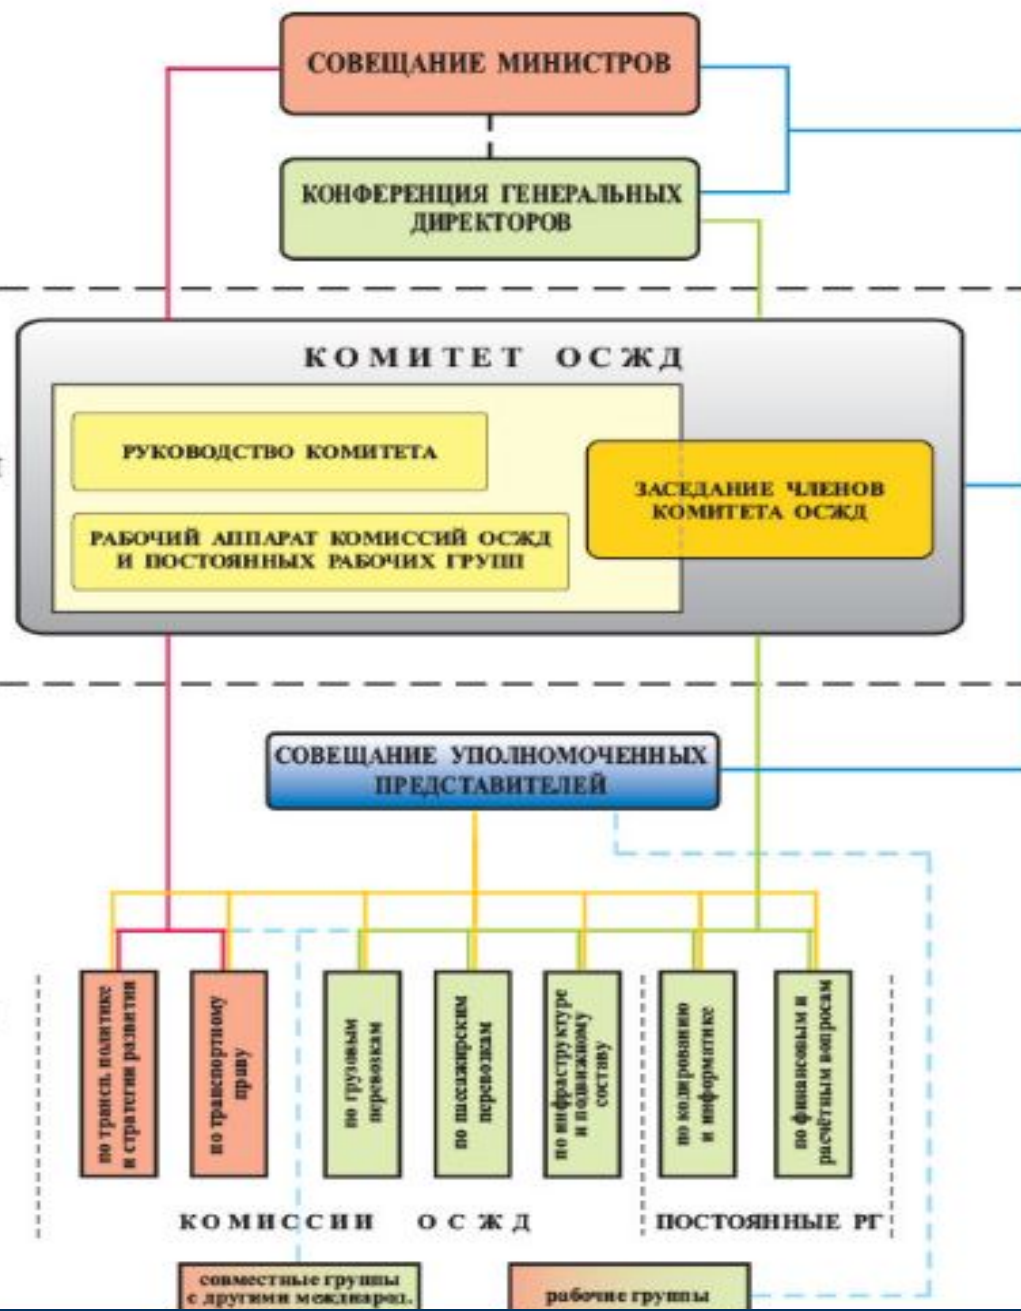 СОВЕЩАНИЕ МИНИСТРОВ
КОНФЕРЕНЦИЯ ГЕНЕРАЛЬНЫХ
ДИРЕКТОРОВ
КОМИТЕТ ОСЖД
РУКОВОДСТВО КОМИТЕТА
ЗАСЕДАНИЕ ЧЛЕНОВ
КОМИТЕТА ОСЖД
РАБОЧИЙ АППАРАТ КОМИССИЙ ОСЖД
И ПОСТОЯННЫХ РАБОЧИХ ГРУПП
СОВЕЩАНИЕ УПОЛНОМОЧЕННЫХ
ПРЕДСТАВИТЕЛЕЙ
по трансп. политике
и стратегии развития
по транспортному
праву
по грузовым
перевозкам
по пассажирским
перевозкам
по инфраструктуре
и подвижному
составу
по кодированию
и информатике
по финансовым и
расчётным вопросам
КОМИССИИ ОСЖД
ПОСТОЯННЫЕ РГ
совместные группы
с другими междунар.
рабочие группы